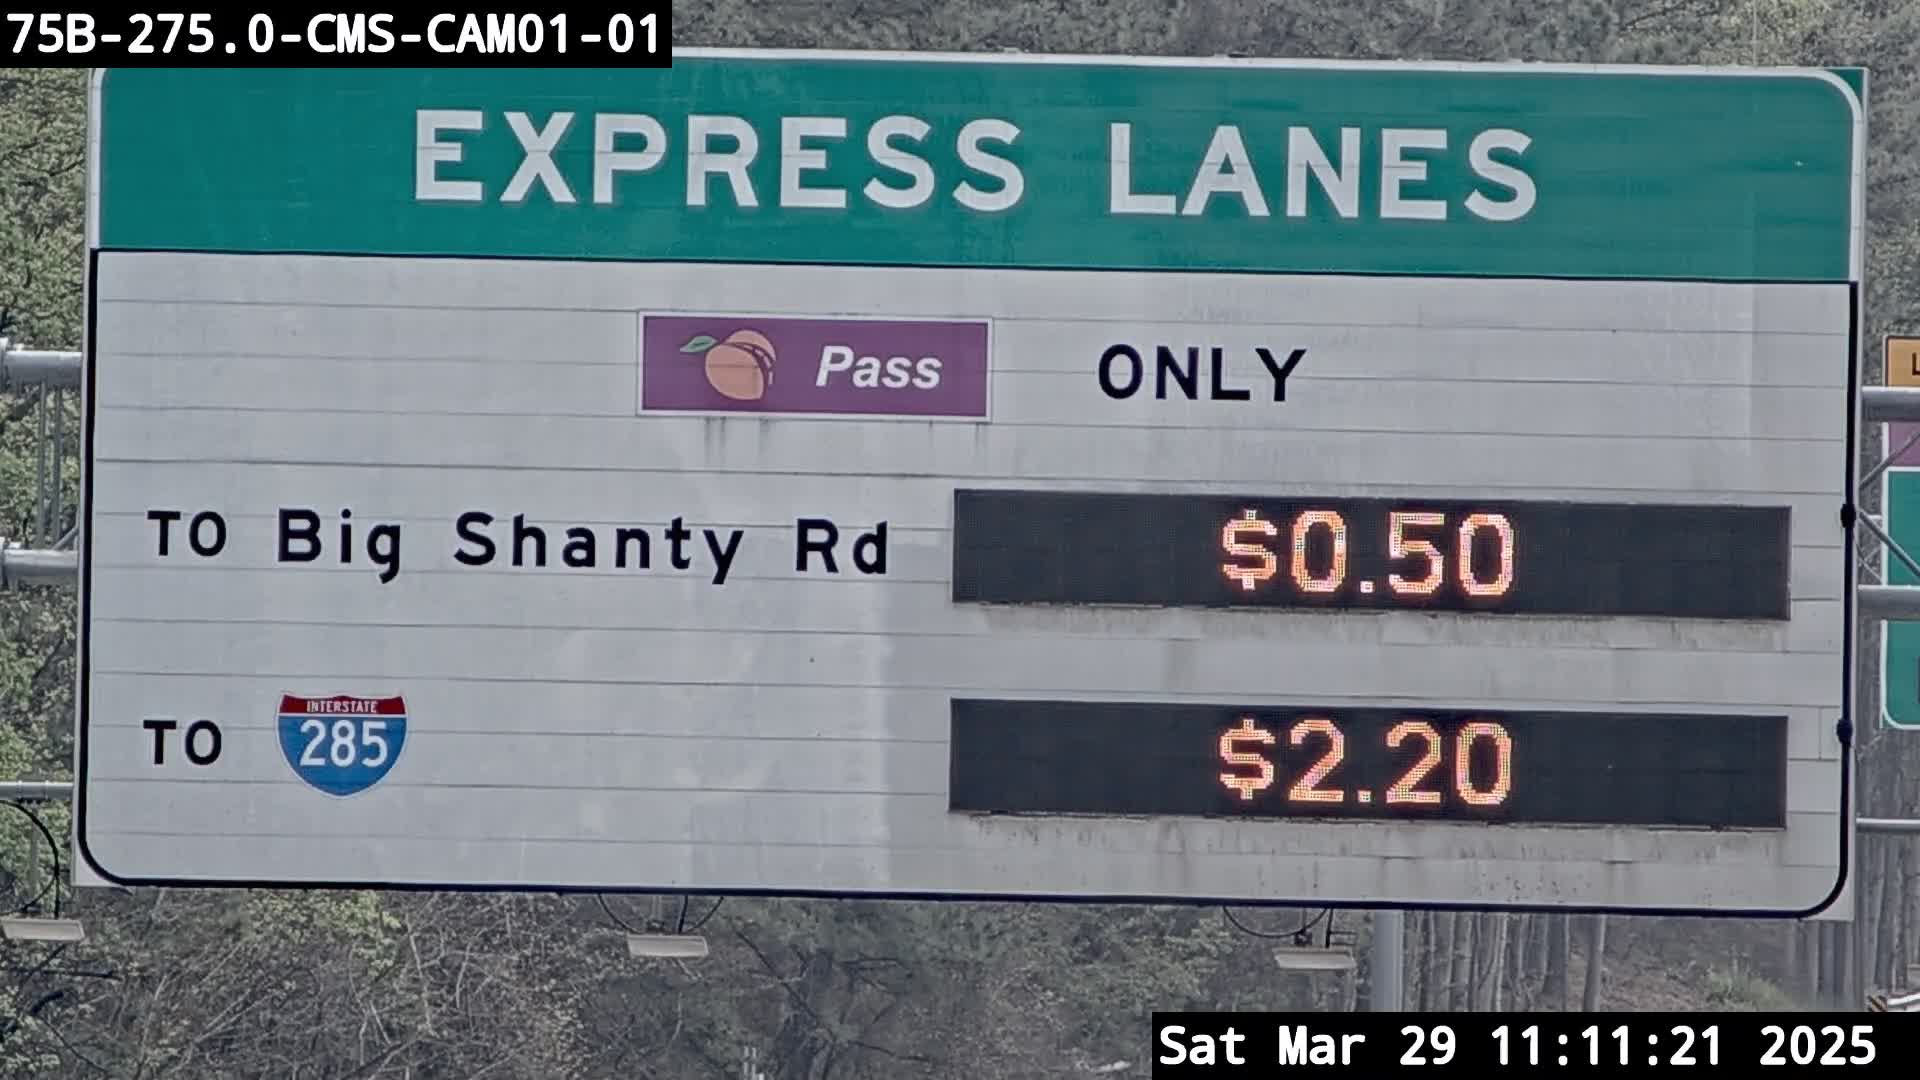 75B-275.0-CMS-CAM01-01
EXPRESS LANES
Pass ONLY
TO Big Shanty Rd $0.50
TO INTERSTATE 285 $2.20
Sat Mar 29 11:11:21 2025